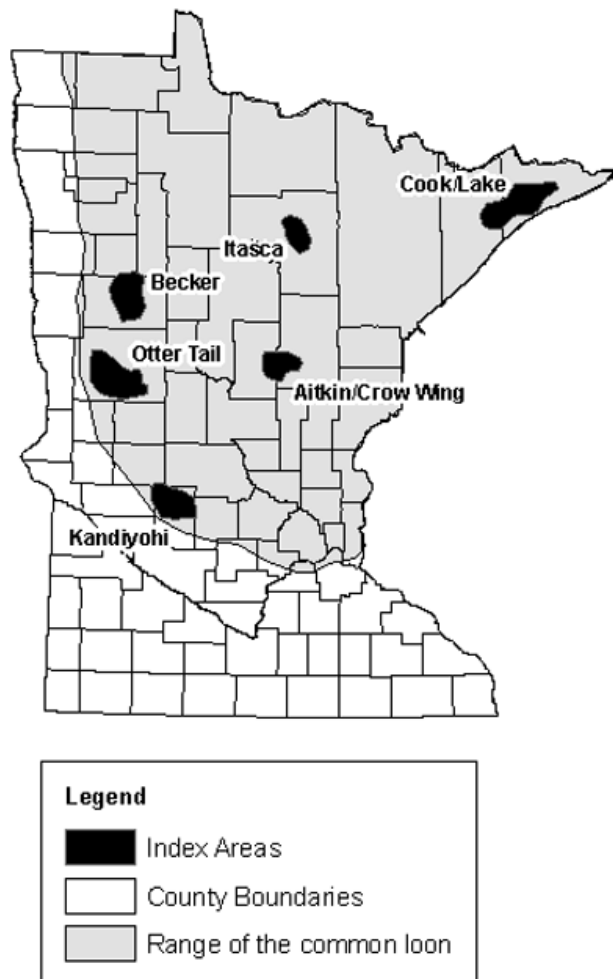 Cook/Lake
Itasca
Becker
Otter Tail
Aitkin/Crow Wing
Kandiyohi
Legend
Index Areas
County Boundaries
Range of the common loon